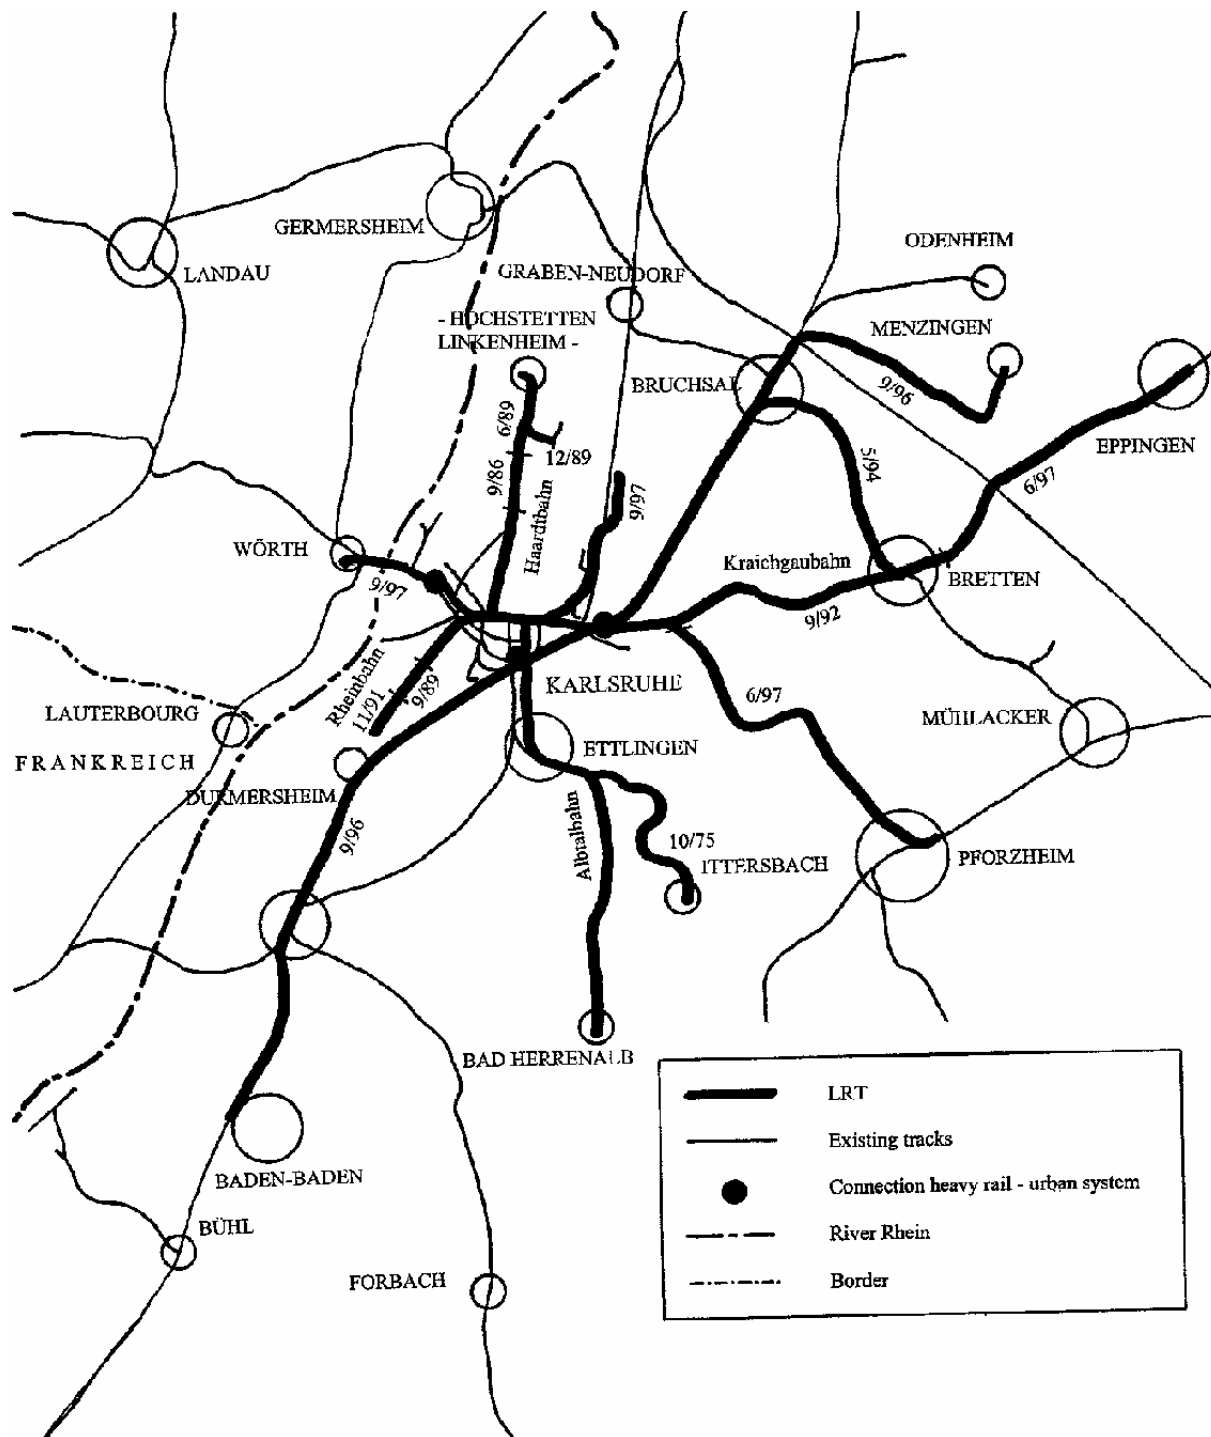 GERMERSHEIM
ODENHEIM
LANDAU
GRABEN-NEUDORF
- HOCHSTETTEN
LINKENHEIM -
MENZINGEN
BRUCHSAL
9/96
6/89
12/89
9/86
EPPINGEN
5/94
6/97
9/97
Haardtbahn
WÖRTH
9/97
Kraichgaubahn
BRETTEN
9/92
Rheinbahn
11/91
9/89
KARLSRUHE
6/97
LAUTERBOURG
MÜHLACKER
ETTLINGEN
FRANKREICH
DURMERSHEIM
9/96
Albtalbahn
10/75
ITTERSBACH
PFORZHEIM
BAD HERRENALB
BADEN-BADEN
BÜHL
FORBACH
LRT
Existing tracks
Connection heavy rail - urban system
River Rhein
Border